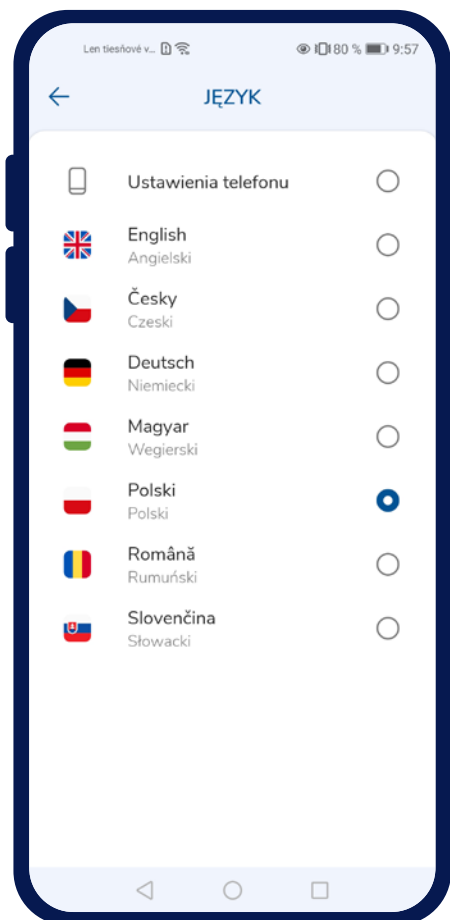 Len tiesňové v... 80 % 9:57
JĘZYK
Ustawienia telefonu
English
Angielski
Česky
Czeski
Deutsch
Niemiecki
Magyar
Wegierski
Polski
Polski
Română
Rumuński
Slovenčina
Słowacki